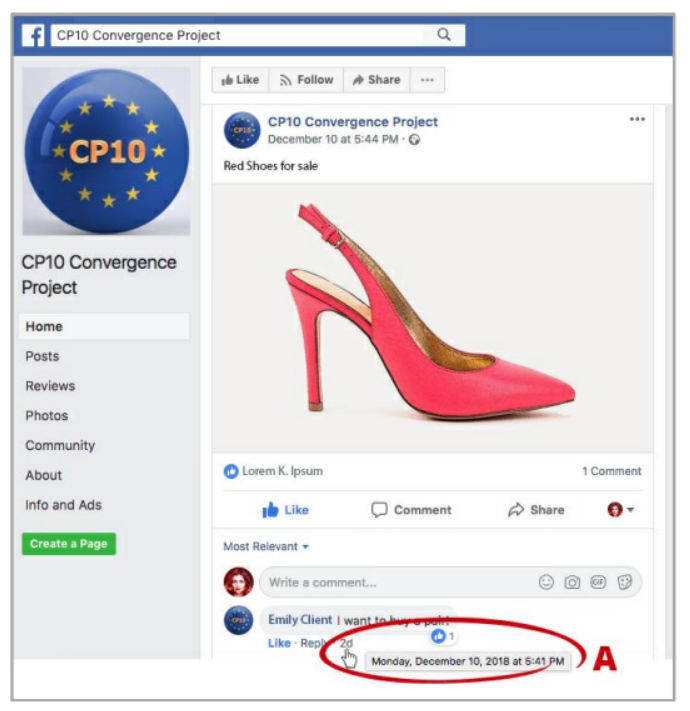 CP10 Convergence Project
CP10
CP10 Convergence
Project
Home
Posts
Reviews
Photos
Community
About
Info and Ads
Create a Page
Like Follow Share ...
CP10
CP10 Convergence Project
December 10 at 5:44 PM ·
Red Shoes for sale
Lorem K. Ipsum 1 Comment
Like Comment Share
Most Relevant
Write a comment... GIF
CP10
Emily Client I want to buy a pair!
1
Like · Reply · 2d
Monday, December 10, 2018 at 5:41 PM
A